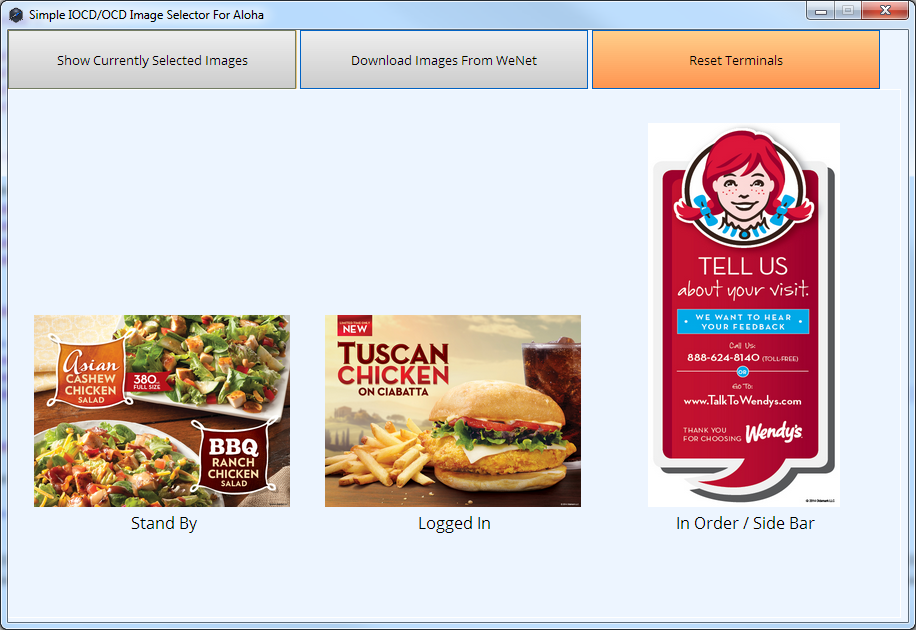 Simple IOCD/OCD Image Selector For Aloha
Show Currently Selected Images
Download Images From WeNet
Reset Terminals
Asian
CASHEW
CHICKEN
SALAD
380
FULL SIZE
BBQ
RANCH
CHICKEN
SALAD
Stand By
LIMITED TIME ONLY
NEW
TUSCAN
CHICKEN
ON CIABATTA
Logged In
TELL US
about your visit.
WE WANT TO HEAR
YOUR FEEDBACK
Call Us:
888-624-8140 (TOLL-FREE)
OR
Go To:
www.TalkToWendys.com
THANK YOU
FOR CHOOSING Wendy's
In Order / Side Bar